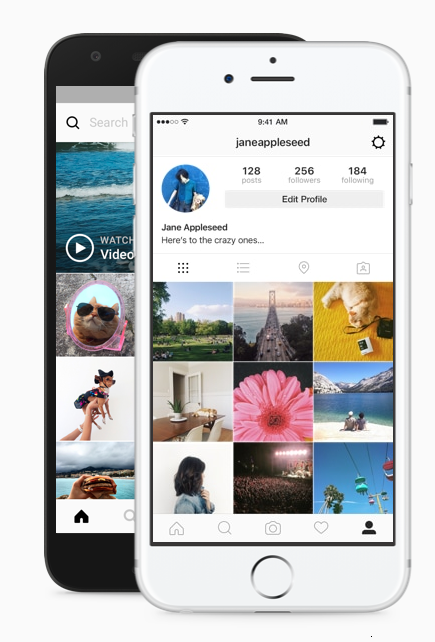 Search
WATCH
Video
9:41 AM
janeappleseed
128
posts
256
followers
184
following
Edit Profile
Jane Appleseed
Here's to the crazy ones...